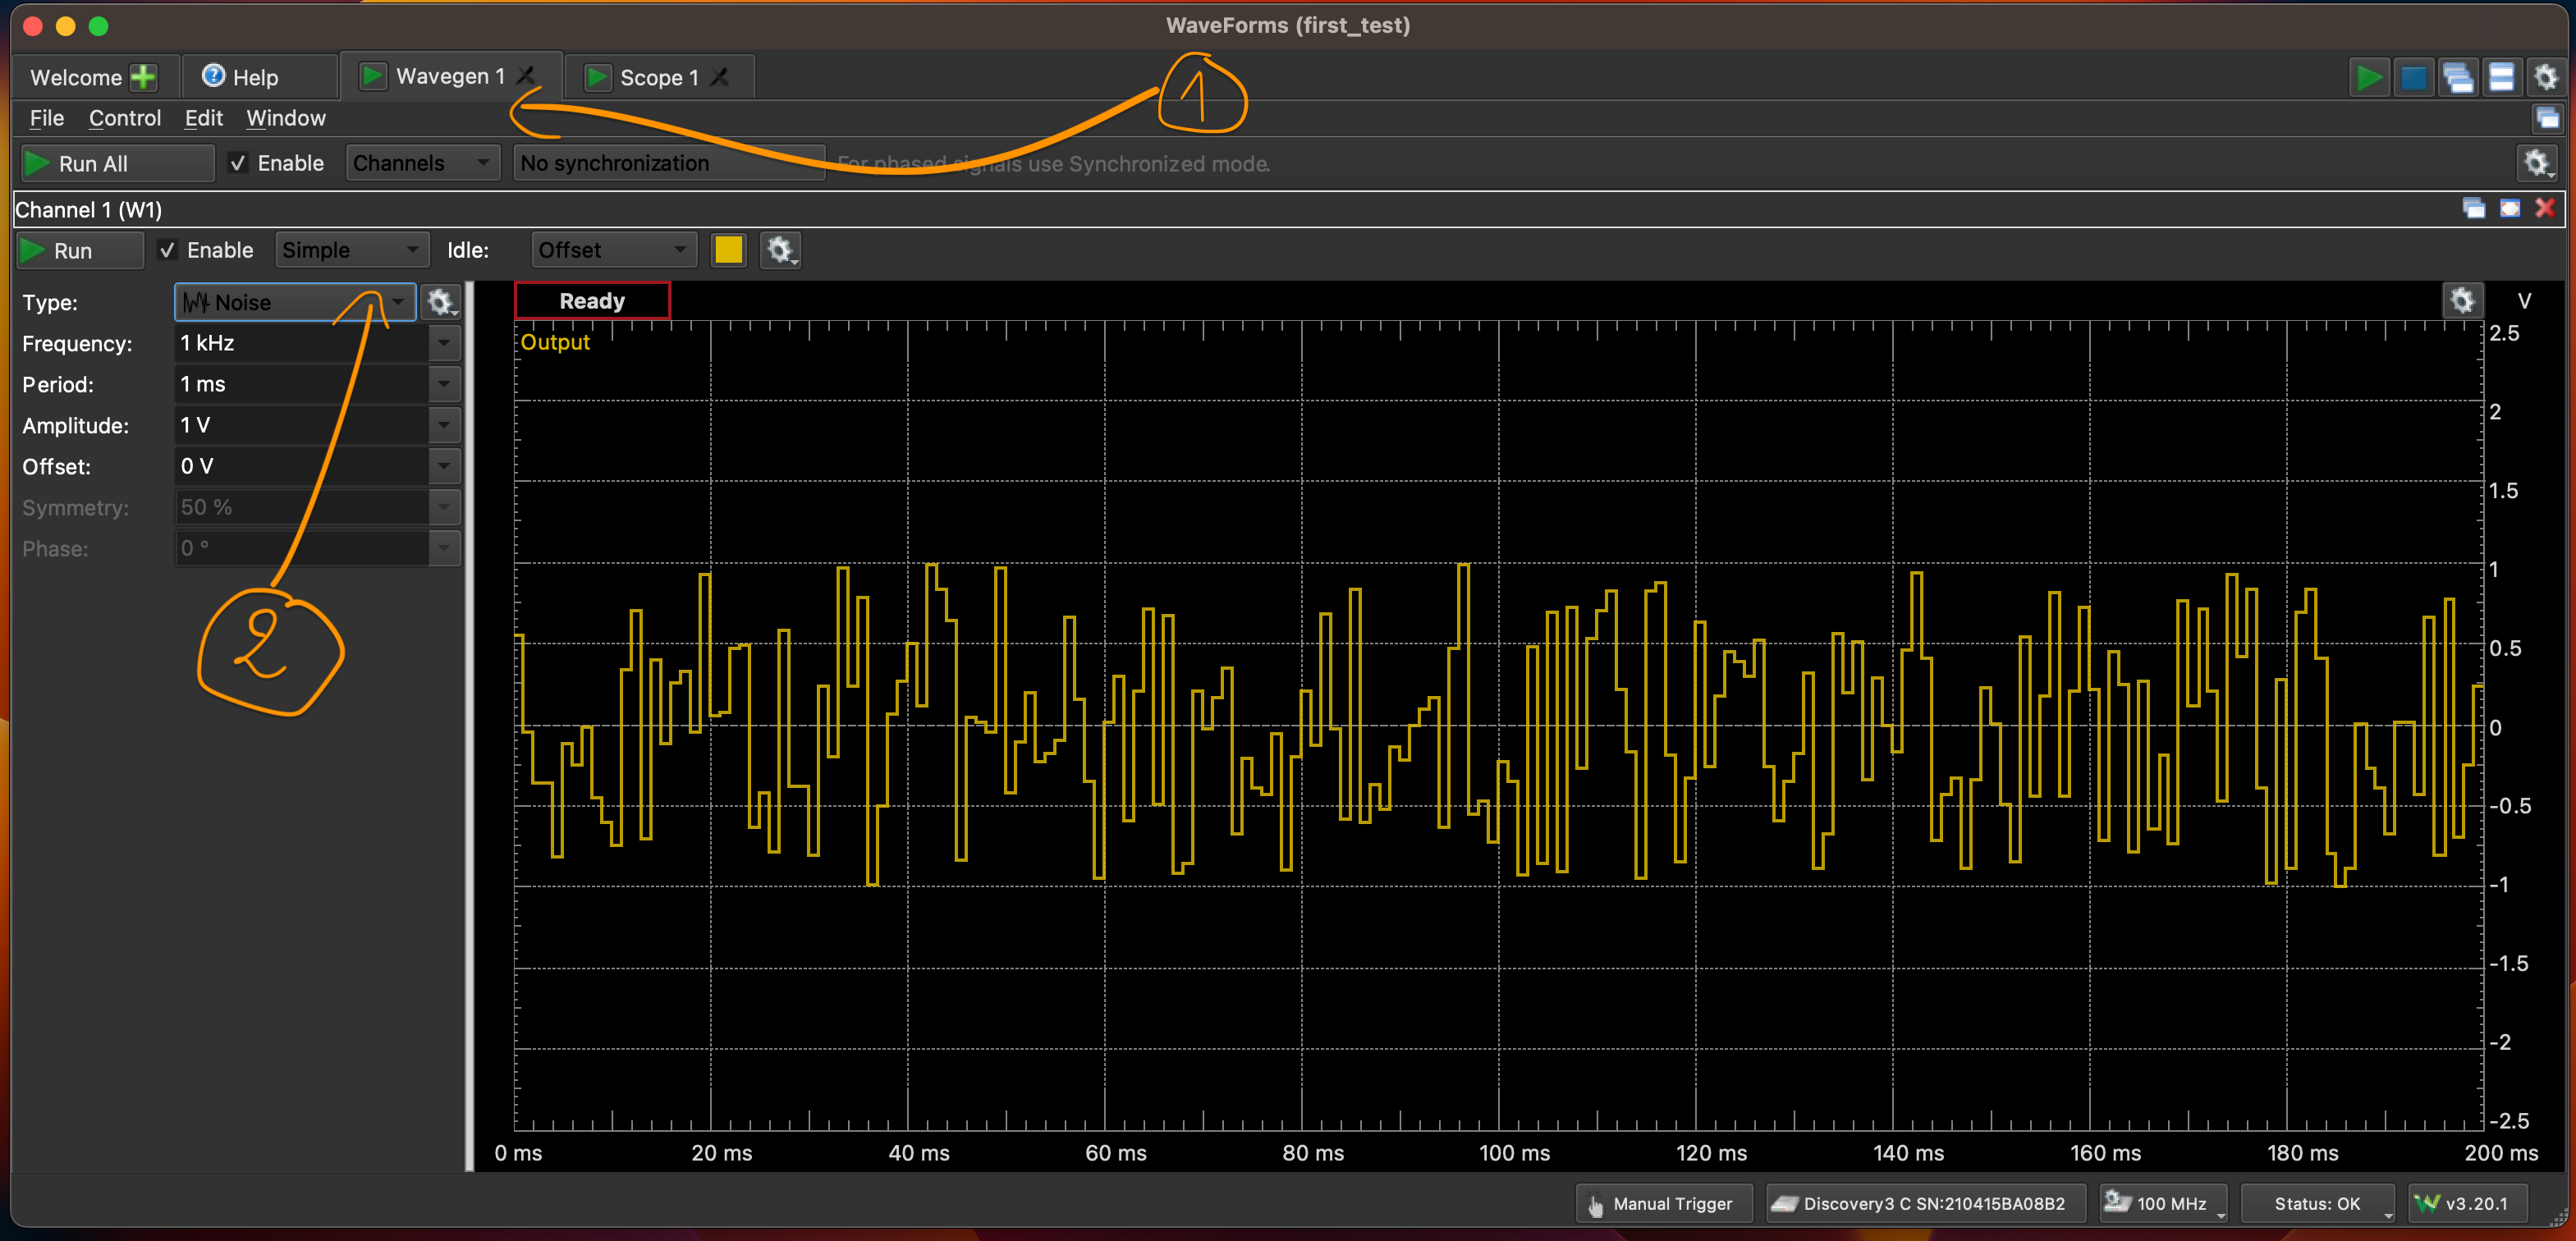 WaveForms (first_test)
1
Welcome Help Wavegen 1 Scope 1
File Control Edit Window
Run All Enable Channels No synchronization For phased signals use Synchronized mode.
Channel 1 (W1)
Run Enable Simple Idle: Offset
Type: Noise
Frequency: 1 kHz
Period: 1 ms
Amplitude: 1 V
Offset: 0 V
Symmetry: 50 %
Phase: 0 °
2
Ready
V
Output
2.5
2
1.5
1
0.5
0
-0.5
-1
-1.5
-2
-2.5
0 ms 20 ms 40 ms 60 ms 80 ms 100 ms 120 ms 140 ms 160 ms 180 ms 200 ms
Manual Trigger Discovery3 C SN:210415BA08B2 100 MHz Status: OK v3.20.1